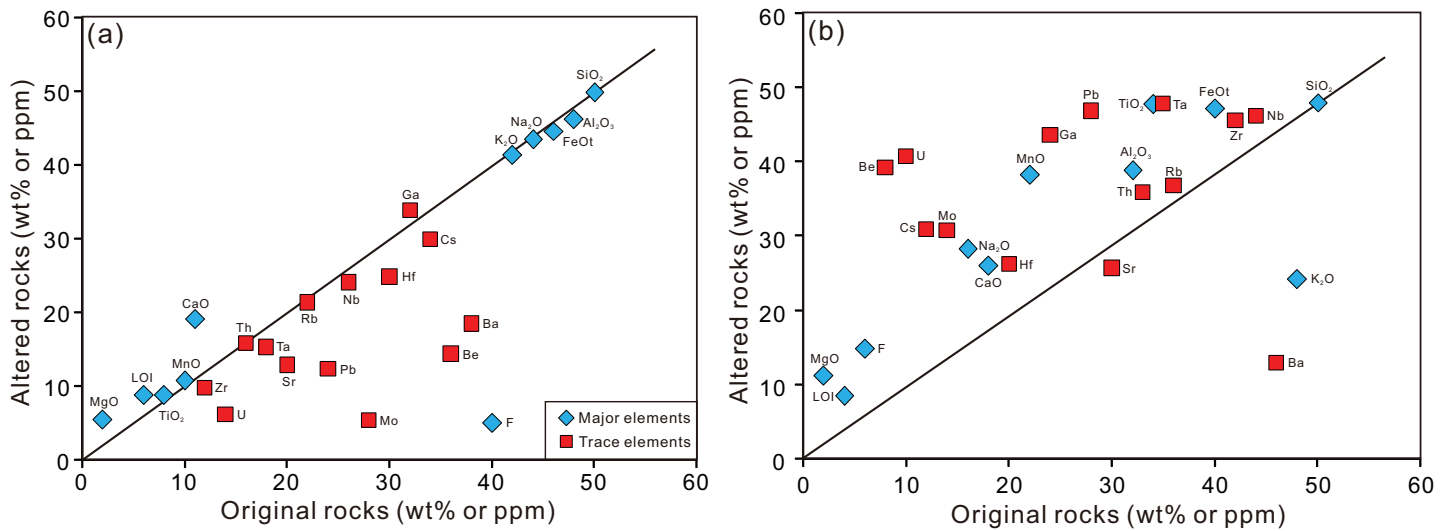 (a)
60
50
40
30
20
10
0
0 10 20 30 40 50 60
Altered rocks (wt% or ppm)
Original rocks (wt% or ppm)
SiO₂
Na₂O
Al₂O₃
K₂O
FeOt
Ga
Cs
Hf
Nb
CaO
Rb
Ba
Th
Ta
Be
MnO
Sr
Pb
LOI
Zr
MgO
TiO₂
U
Mo
F
Major elements
Trace elements
(b)
60
50
40
30
20
10
0
10 20 30 40 50 60
Altered rocks (wt% or ppm)
Original rocks (wt% or ppm)
Pb
TiO₂
Ta
FeOt
SiO₂
Nb
Zr
Ga
Be
U
MnO
Al₂O₃
Th
Rb
Cs
Mo
Na₂O
CaO
Hf
Sr
K₂O
MgO
F
LOI
Ba